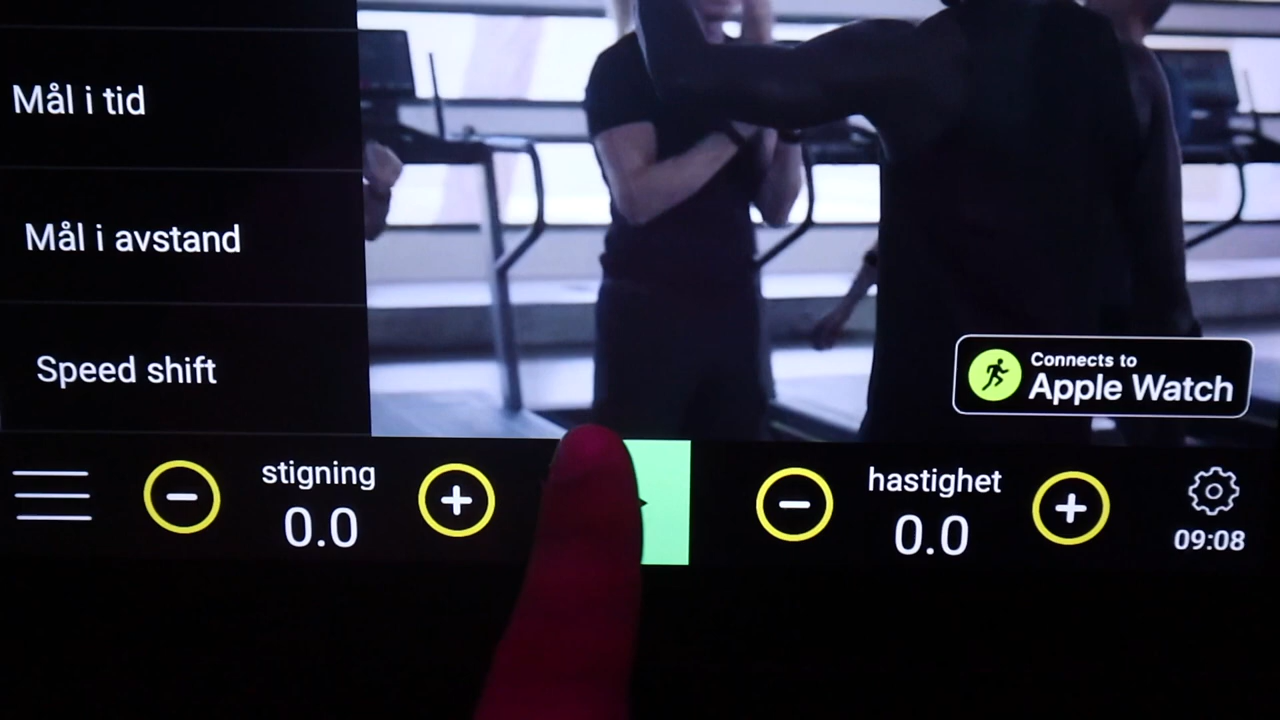 Mål i tid
Mål i avstand
Speed shift
Connects to
Apple Watch
stigning
0.0
hastighet
0.0
09:08